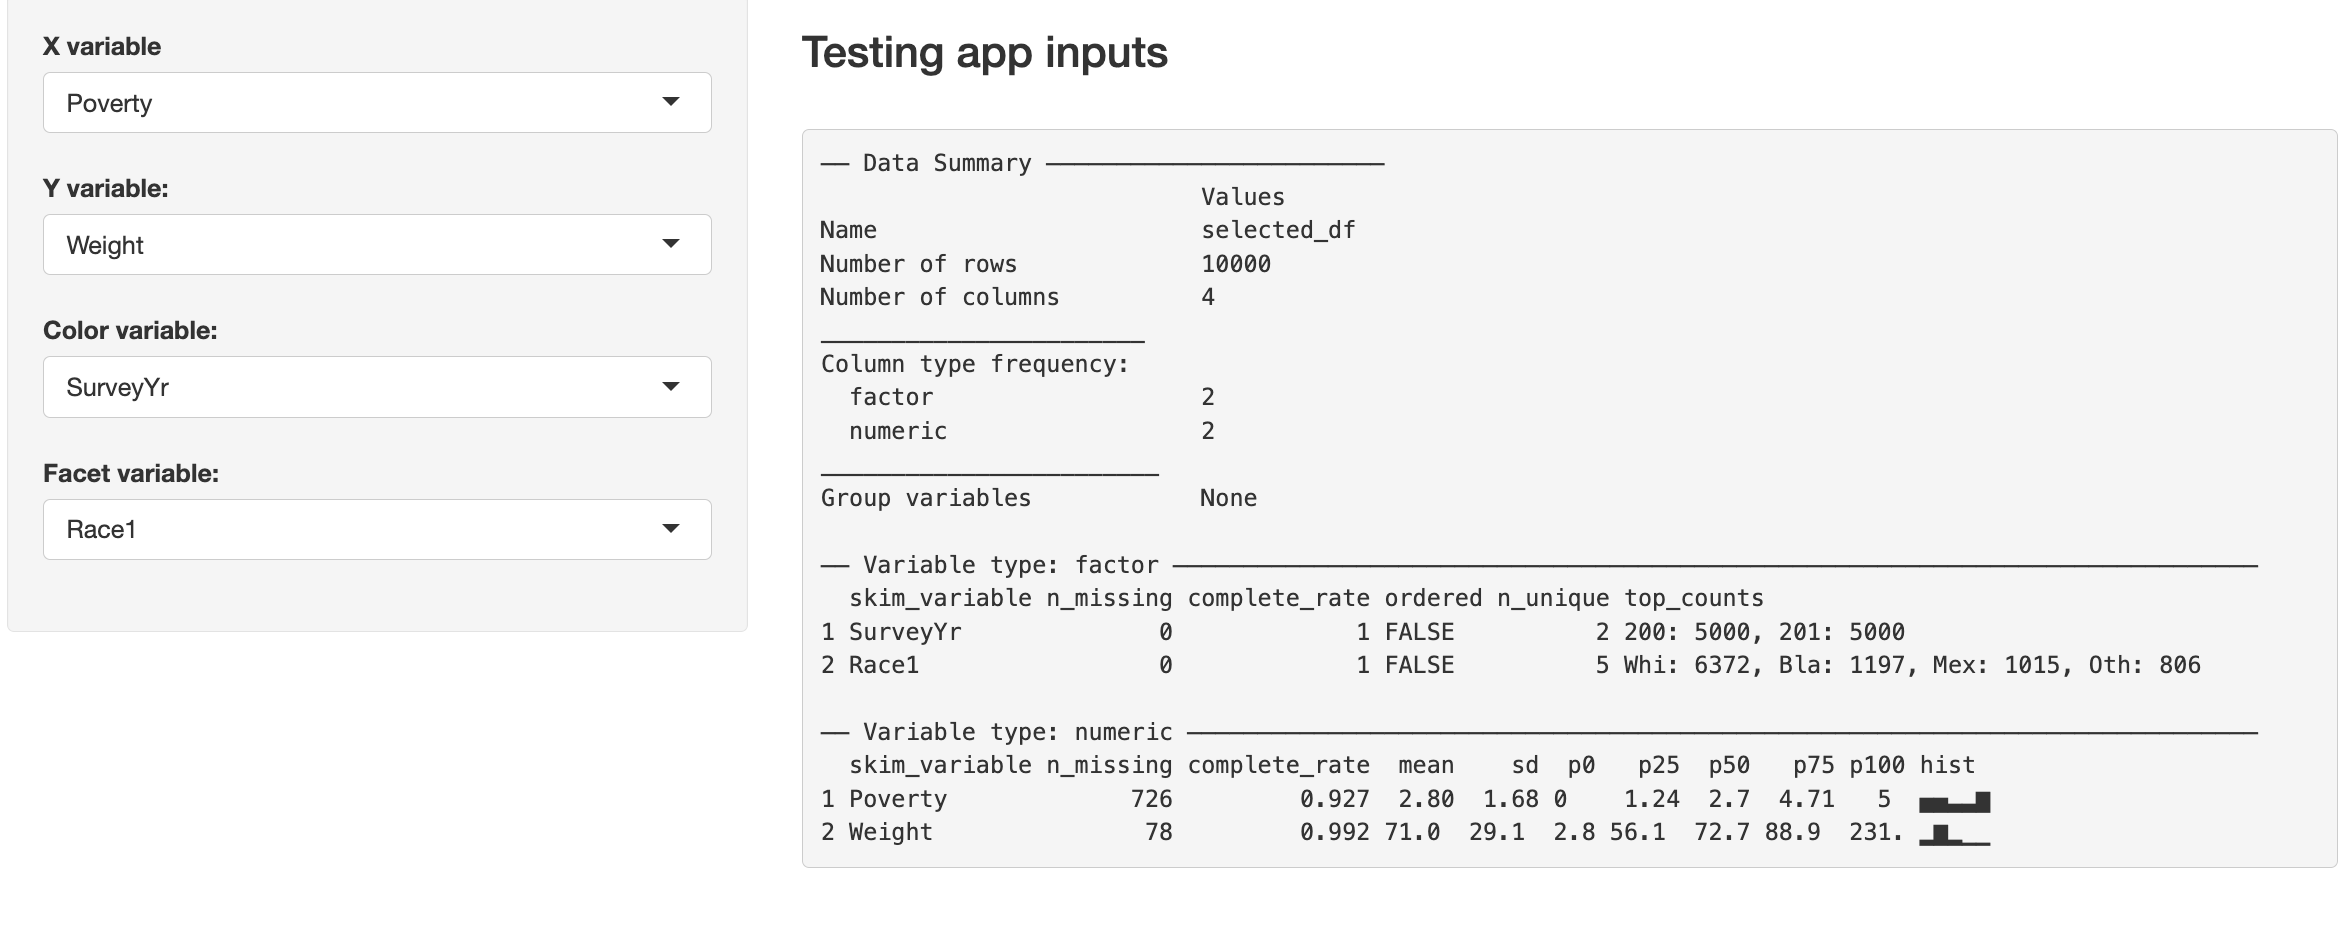 X variable
Poverty
Y variable:
Weight
Color variable:
SurveyYr
Facet variable:
Race1
Testing app inputs
── Data Summary ────────────────────────
                           Values
Name                       selected_df
Number of rows             10000
Number of columns          4
_______________________
Column type frequency:
  factor                   2
  numeric                  2
________________________
Group variables            None
── Variable type: factor ─────────────────────────────────────────────────────────────────────────────
  skim_variable n_missing complete_rate ordered n_unique top_counts
1 SurveyYr              0             1 FALSE          2 200: 5000, 201: 5000
2 Race1                 0             1 FALSE          5 Whi: 6372, Bla: 1197, Mex: 1015, Oth: 806
── Variable type: numeric ────────────────────────────────────────────────────────────────────────────
  skim_variable n_missing complete_rate  mean    sd  p0   p25  p50   p75 p100 hist
1 Poverty             726         0.927  2.80  1.68 0    1.24  2.7  4.71   5  ▅▅▃▃▇
2 Weight               78         0.992 71.0  29.1  2.8 56.1  72.7 88.9  231. ▂▇▂▁▁